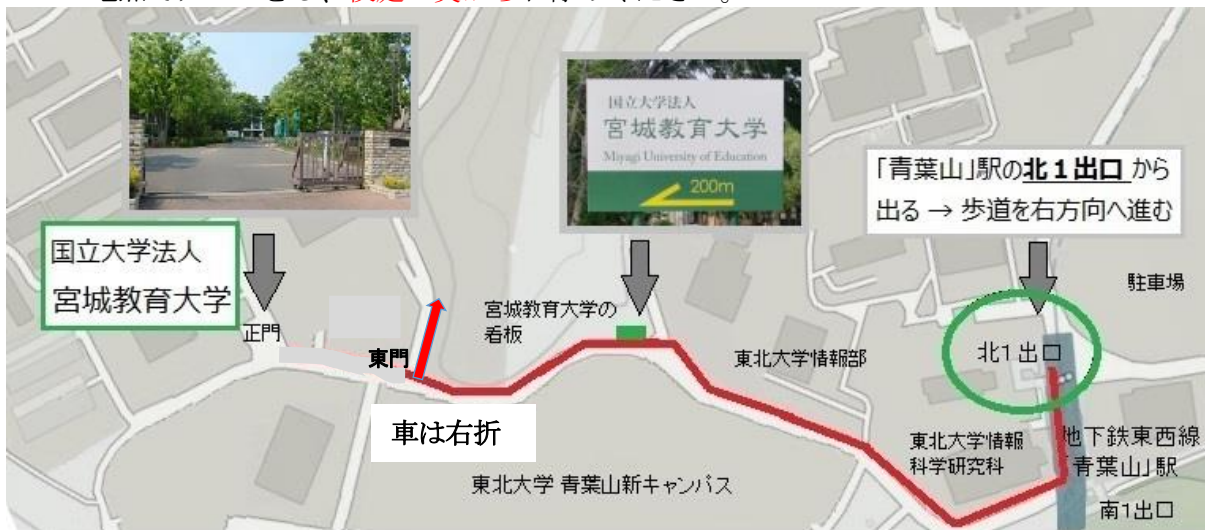 国立大学法人
宮城教育大学
Miyagi University of Education
200m
「青葉山」駅の北１出口 から
出る → 歩道を右方向へ進む
国立大学法人
宮城教育大学
正門
東門
車は右折
宮城教育大学の
看板
東北大学情報部
駐車場
北1出口
東北大学情報
科学研究科
地下鉄東西線
「青葉山」駅
南1出口
東北大学 青葉山新キャンパス